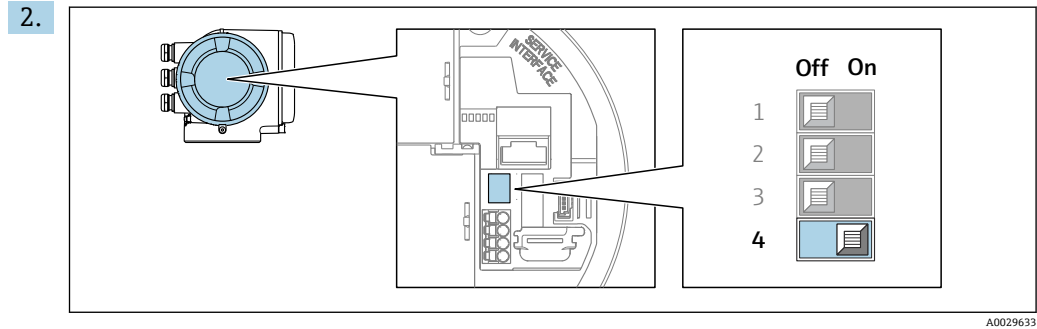 2.
SERVICE
INTERFACE
Off On
1
2
3
4
A0029633